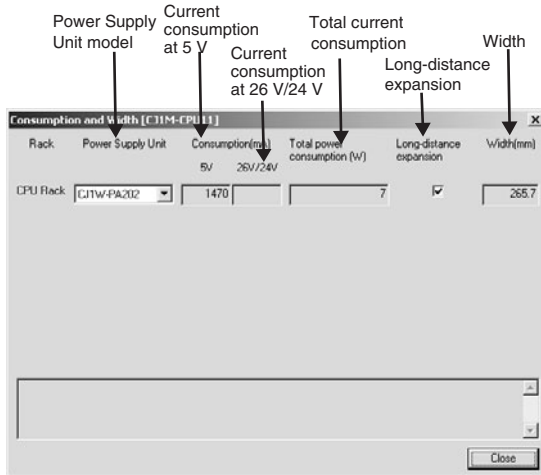 Power Supply
Unit model
Current
consumption
at 5 V
Current
consumption
at 26 V/24 V
Total current
consumption
Long-distance
expansion
Width
Consumption and Width [CJ1M-CPU11]
Rack Power Supply Unit Consumption(mA) Total power consumption (W) Long-distance expansion Width(mm)
5V 26V/24V
CPU Rack CJ1W-PA202 1470 7 265.7
Close